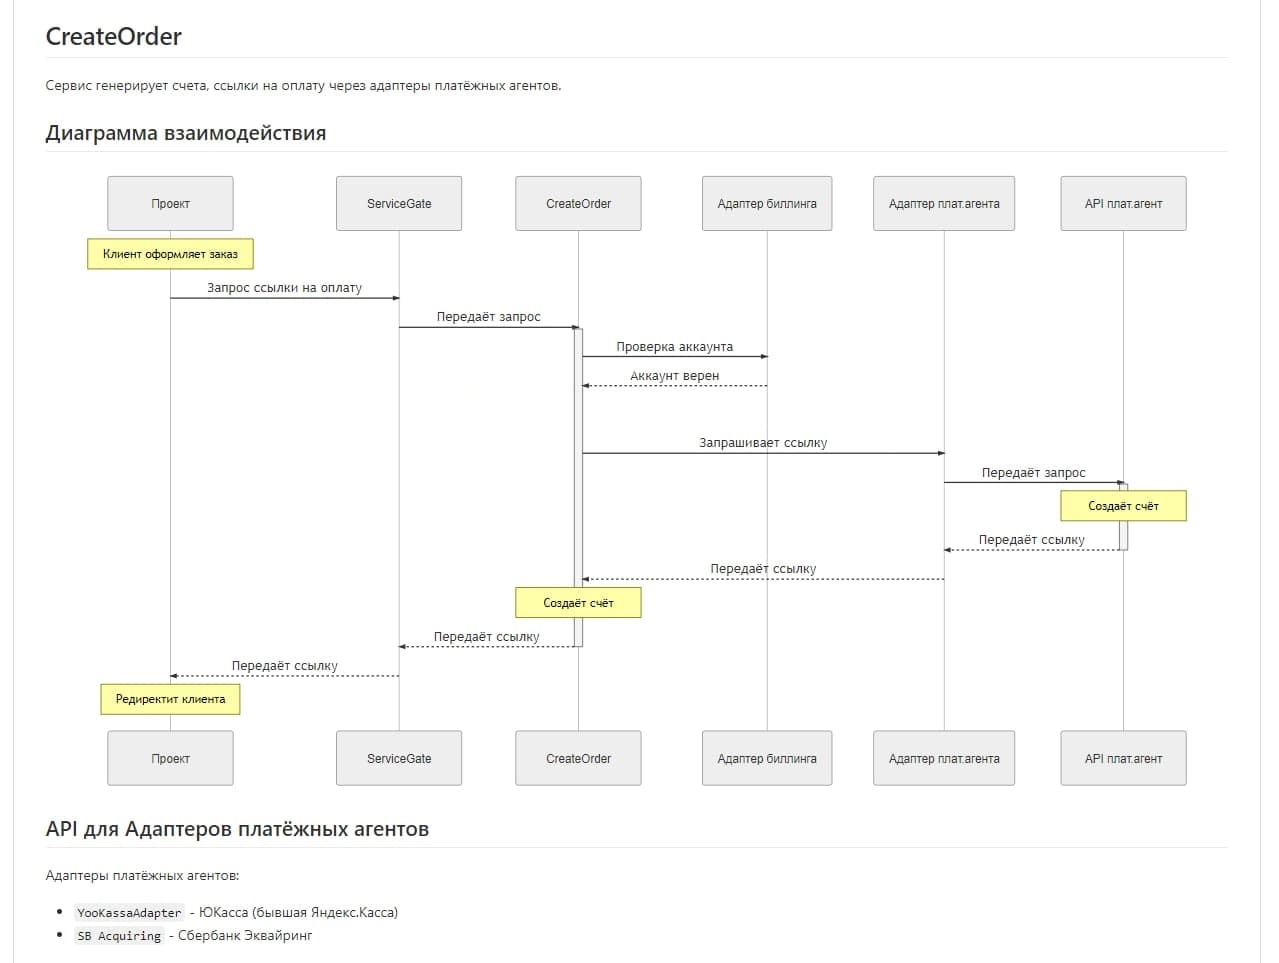 CreateOrder
Сервис генерирует счета, ссылки на оплату через адаптеры платёжных агентов.
Диаграмма взаимодействия
Проект
ServiceGate
CreateOrder
Адаптер биллинга
Адаптер плат.агента
API плат.агент
Клиент оформляет заказ
Запрос ссылки на оплату
Передаёт запрос
Проверка аккаунта
Аккаунт верен
Запрашивает ссылку
Передаёт запрос
Создаёт счёт
Передаёт ссылку
Передаёт ссылку
Создаёт счёт
Передаёт ссылку
Передаёт ссылку
Редиректит клиента
Проект
ServiceGate
CreateOrder
Адаптер биллинга
Адаптер плат.агента
API плат.агент
API для Адаптеров платёжных агентов
Адаптеры платёжных агентов:
• YooKassaAdapter - ЮКасса (бывшая Яндекс.Касса)
• SB Acquiring - Сбербанк Эквайринг